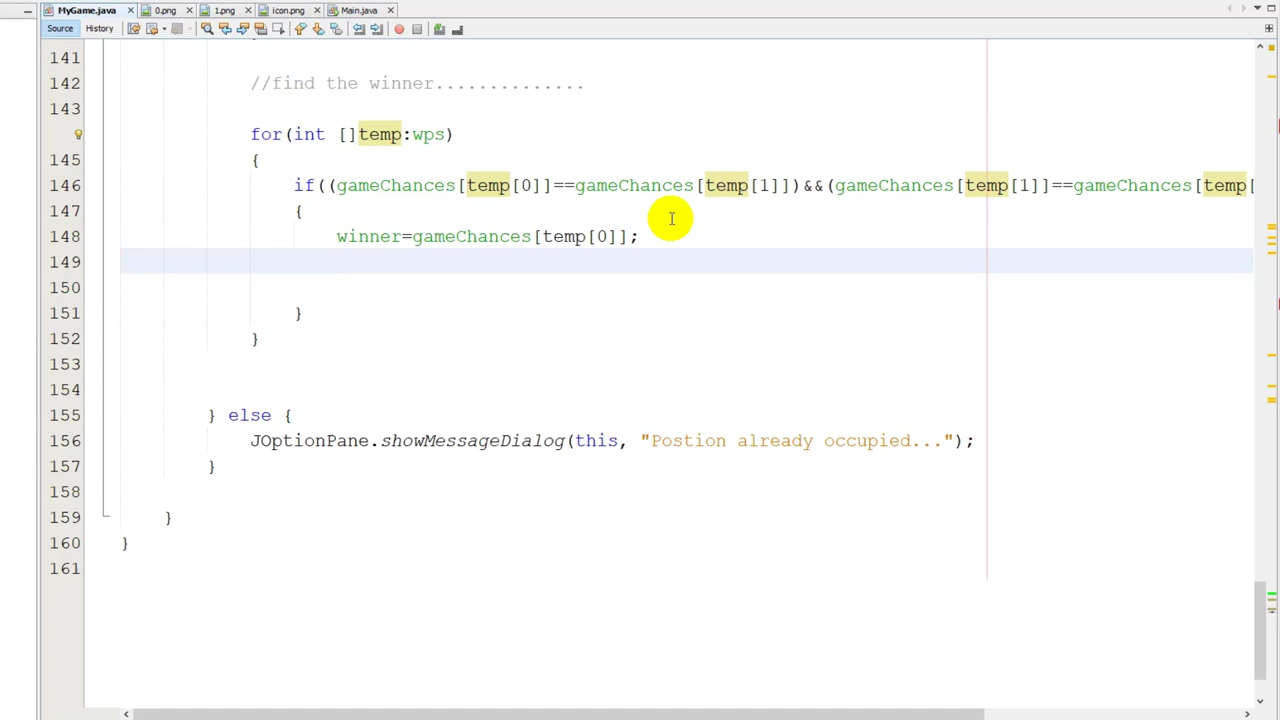 MyGame.java 0.png 1.png icon.png Main.java
Source History
141
142 //find the winner..............
143
for(int []temp:wps)
145 {
146 if((gameChances[temp[0]]==gameChances[temp[1]])&&(gameChances[temp[1]]==gameChances[temp[
147 {
148 winner=gameChances[temp[0]];
149
150
151 }
152 }
153
154
155 } else {
156 JOptionPane.showMessageDialog(this, "Postion already occupied...");
157 }
158
159 }
160 }
161